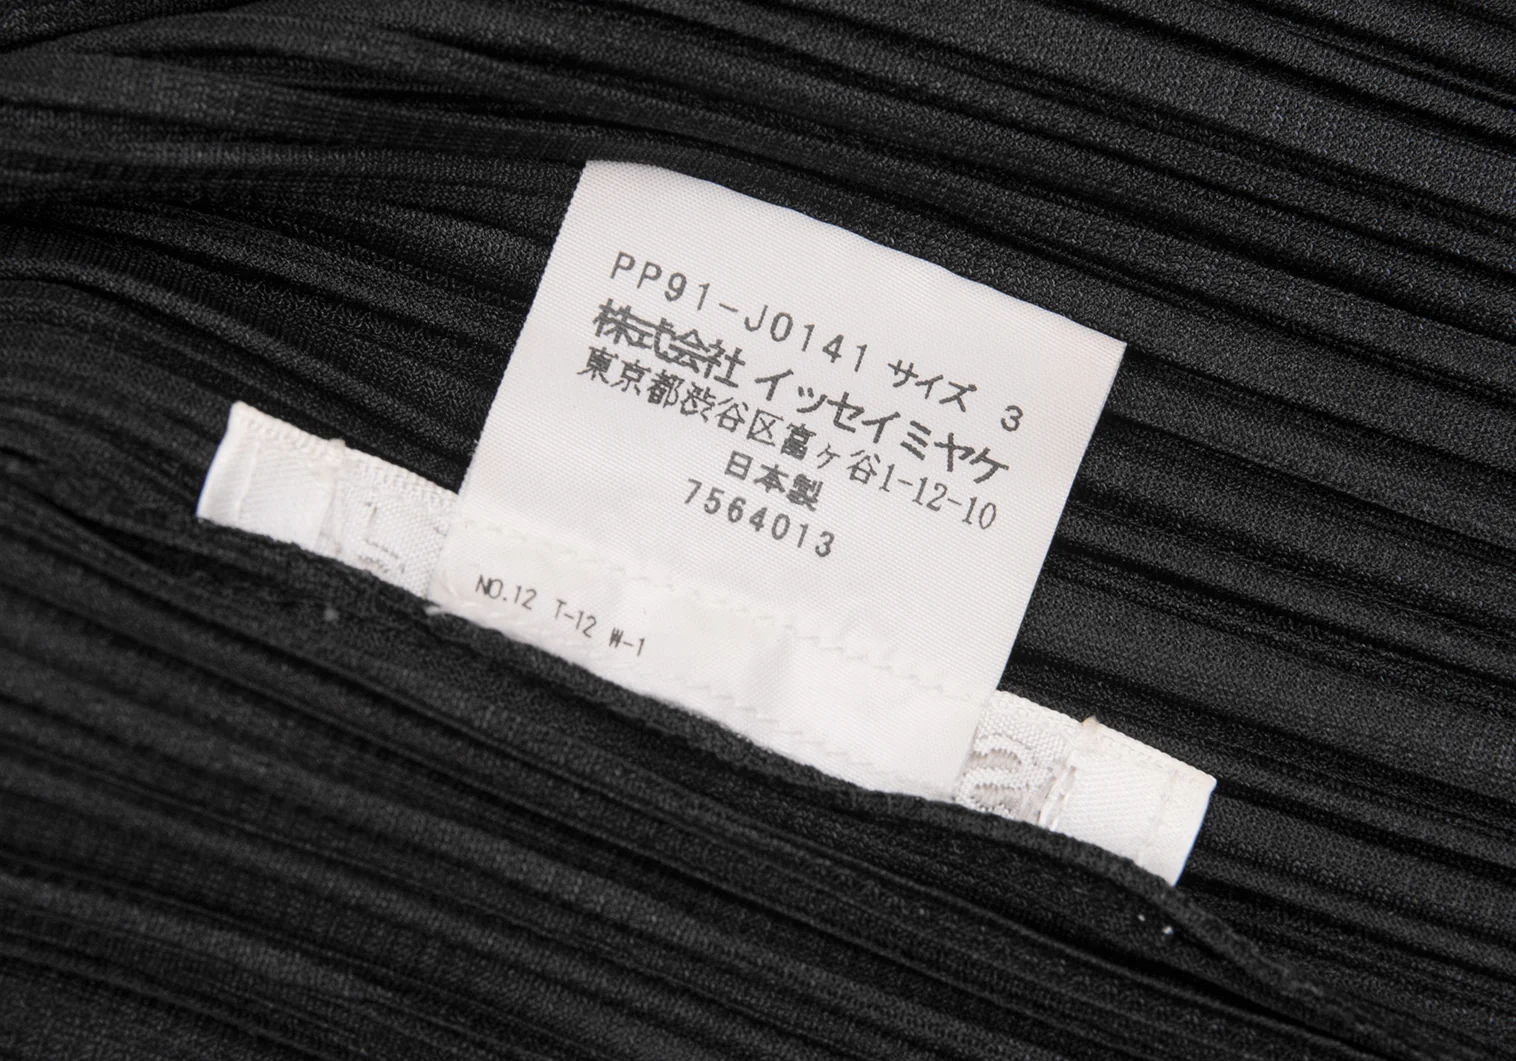 PP91-J0141 サイズ 3
株式会社 イッセイミヤケ
東京都渋谷区富ヶ谷1-12-10
日本製
7564013
NO.12 T-12 W-1